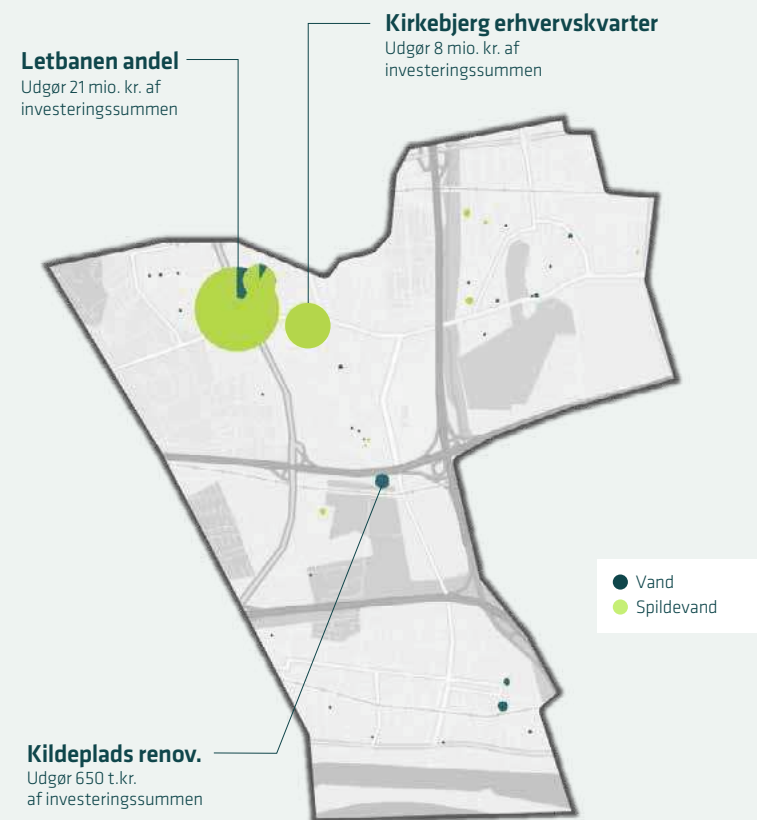 Kirkebjerg erhvervskvarter
Udgør 8 mio. kr. af
investeringssummen
Letbanen andel
Udgør 21 mio. kr. af
investeringssummen
Vand
Spildevand
Kildeplads renov.
Udgør 650 t.kr.
af investeringssummen